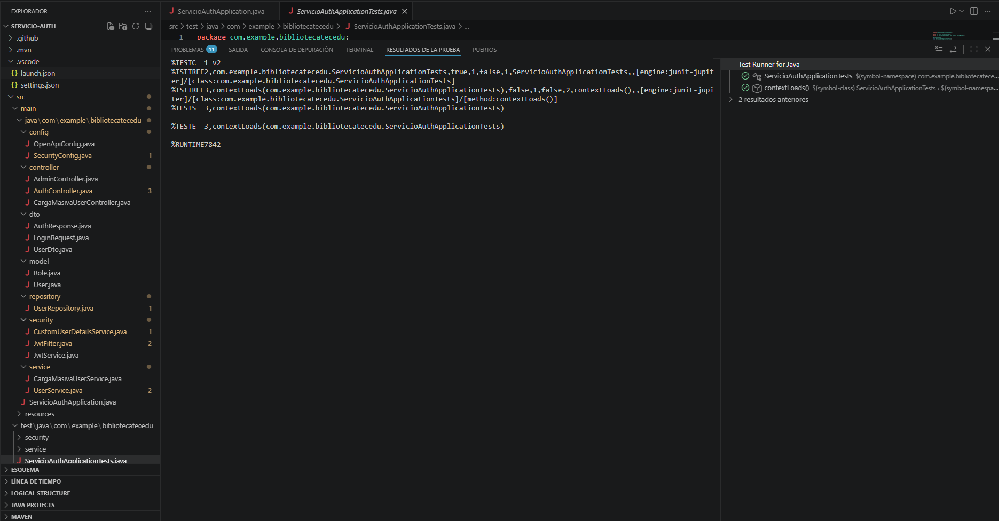 EXPLORADOR
SERVICIO-AUTH
.github
.mvn
.vscode
{} launch.json
{} settings.json
src
main
java\com\example\bibliotecatecedu
config
J OpenApiConfig.java
J SecurityConfig.java 1
controller
J AdminController.java
J AuthController.java 3
J CargaMasivaUserController.java
dto
J AuthResponse.java
J LoginRequest.java
J UserDto.java
model
J Role.java
J User.java
repository
J UserRepository.java 1
security
J CustomUserDetailsService.java 1
J JwtFilter.java 2
J JwtService.java
service
J CargaMasivaUserService.java
J UserService.java 2
J ServicioAuthApplication.java
resources
test\java\com\example\bibliotecatecedu
security
service
J ServicioAuthApplicationTests.java
ESQUEMA
LÍNEA DE TIEMPO
LOGICAL STRUCTURE
JAVA PROJECTS
MAVEN
J ServicioAuthApplication.java
J ServicioAuthApplicationTests.java
src > test > java > com > example > bibliotecatecedu > J ServicioAuthApplicationTests.java > ...
1 package com.example.bibliotecatecedu;
PROBLEMAS 11 SALIDA CONSOLA DE DEPURACIÓN TERMINAL RESULTADOS DE LA PRUEBA PUERTOS
%TESTC 1 v2
%TSTTREE2,com.example.bibliotecatecedu.ServicioAuthApplicationTests,true,1,false,1,ServicioAuthApplicationTests,,[engine:junit-jupit
er]/[class:com.example.bibliotecatecedu.ServicioAuthApplicationTests]
%TSTTREE3,contextLoads(com.example.bibliotecatecedu.ServicioAuthApplicationTests),false,1,false,2,contextLoads(),,[engine:junit-jupi
ter]/[class:com.example.bibliotecatecedu.ServicioAuthApplicationTests]/[method:contextLoads()]
%TESTS 3,contextLoads(com.example.bibliotecatecedu.ServicioAuthApplicationTests)
%TESTE 3,contextLoads(com.example.bibliotecatecedu.ServicioAuthApplicationTests)
%RUNTIME7842
Test Runner for Java
ServicioAuthApplicationTests $(symbol-namespace) com.example.bibliotecatece...
contextLoads() $(symbol-class) ServicioAuthApplicationTests < $(symbol-namespa...
2 resultados anteriores